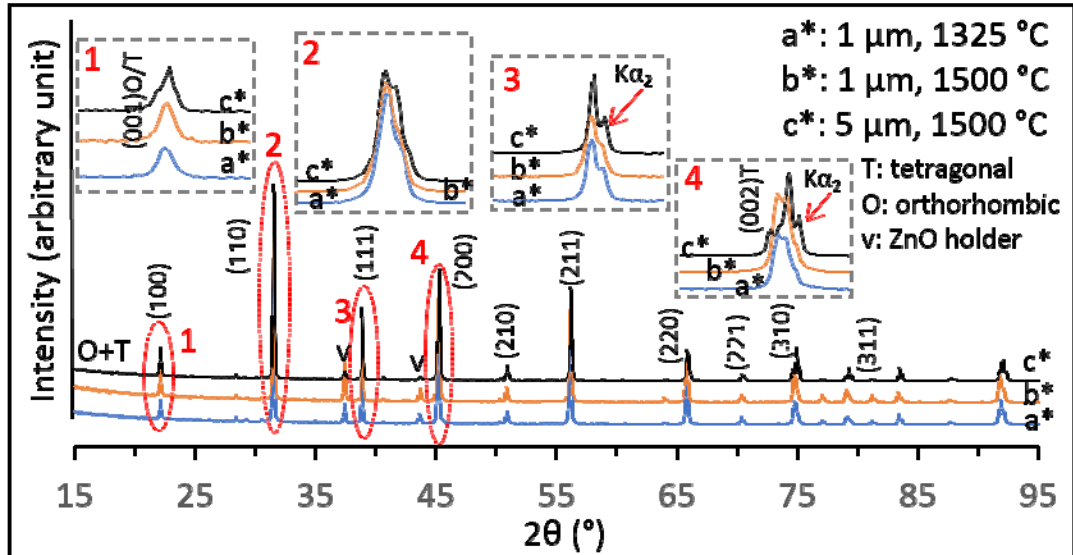 Intensity (arbitrary unit)
1
(001)O/T
c*
b*
a*
2
c*
a*
b*
3
Kα₂
c*
b*
a*
a*: 1 μm, 1325 °C
b*: 1 μm, 1500 °C
c*: 5 μm, 1500 °C
T: tetragonal
O: orthorhombic
v: ZnO holder
4
(002)T
Kα₂
c*
b*
a*
O+T
(100)
1
(110)
2
v
3
(111)
v
4
(200)
(210)
(211)
(220)
(221)
(310)
(311)
c*
b*
a*
15 25 35 45 55 65 75 85 95
2θ (°)